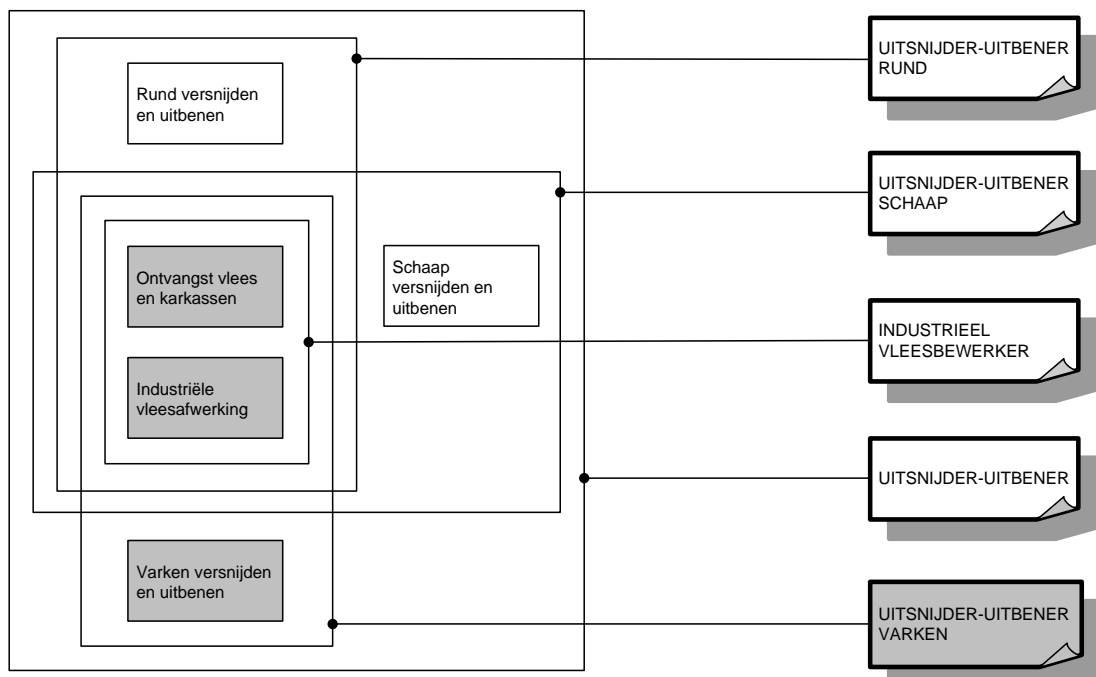 Rund versnijden
en uitbenen
Ontvangst vlees
en karkassen
Industriële
vleesafwerking
Varken versnijden
en uitbenen
Schaap
versnijden en
uitbenen
UITSNIJDER-UITBENER
RUND
UITSNIJDER-UITBENER
SCHAAP
INDUSTRIEEL
VLEESBEWERKER
UITSNIJDER-UITBENER
UITSNIJDER-UITBENER
VARKEN